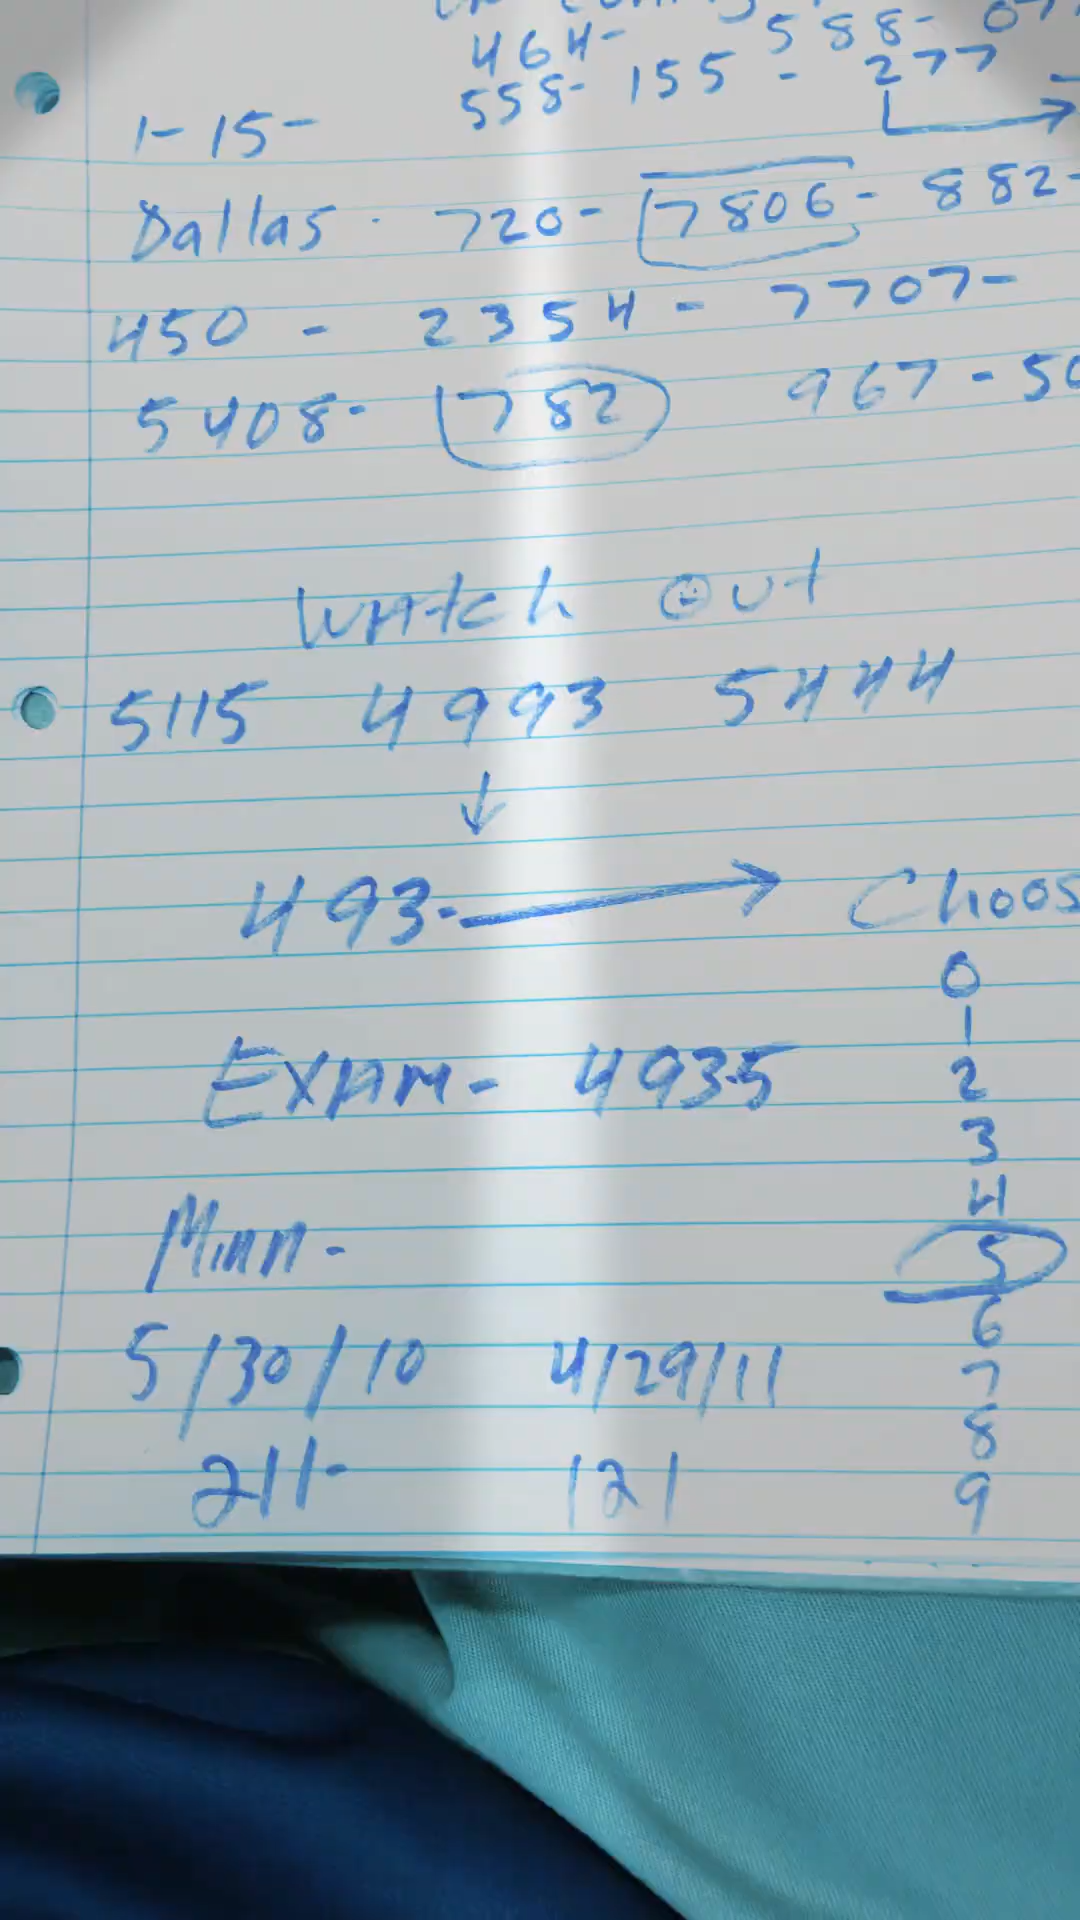 464- 588-
558- 155 - 277
1-15-
Dallas - 720- 7806- 882-
450 - 2354 - 7707-
5408- 782 967-50
Watch Out
5115 4993 5444
493- Choos
0
1
2
Exam- 4935
3
4
Minn-
5
6
5/30/10 4/29/11
7
8
211- 121
9